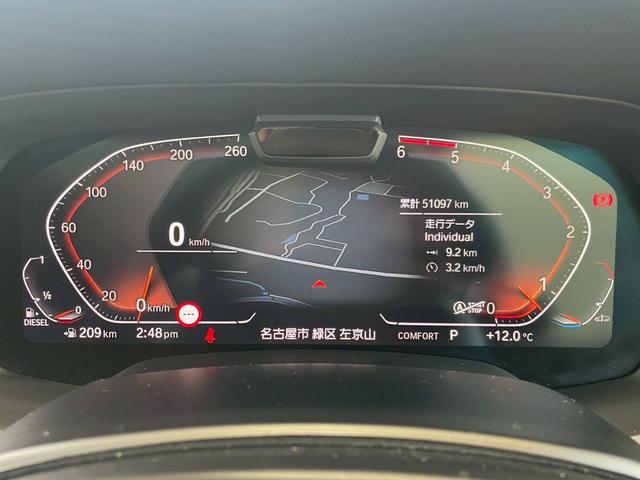 20 60 100 140 200 260
0 km/h
0 km/h
累計 51097 km
走行データ
Individual
9.2 km
3.2 km/h
6 5 4 3 2 1 0
P
A START STOP
1 ½ 0
DIESEL
209 km
2:48 pm
---
名古屋市 緑区 左京山
COMFORT P
+12.0 °C